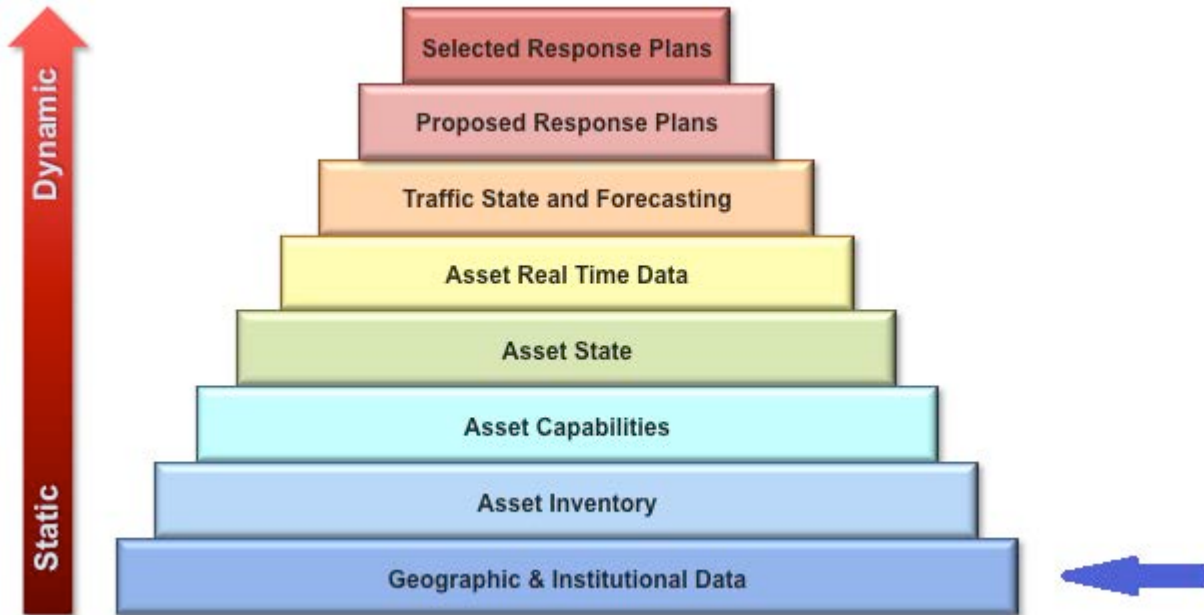 Dynamic
Static
Selected Response Plans
Proposed Response Plans
Traffic State and Forecasting
Asset Real Time Data
Asset State
Asset Capabilities
Asset Inventory
Geographic & Institutional Data